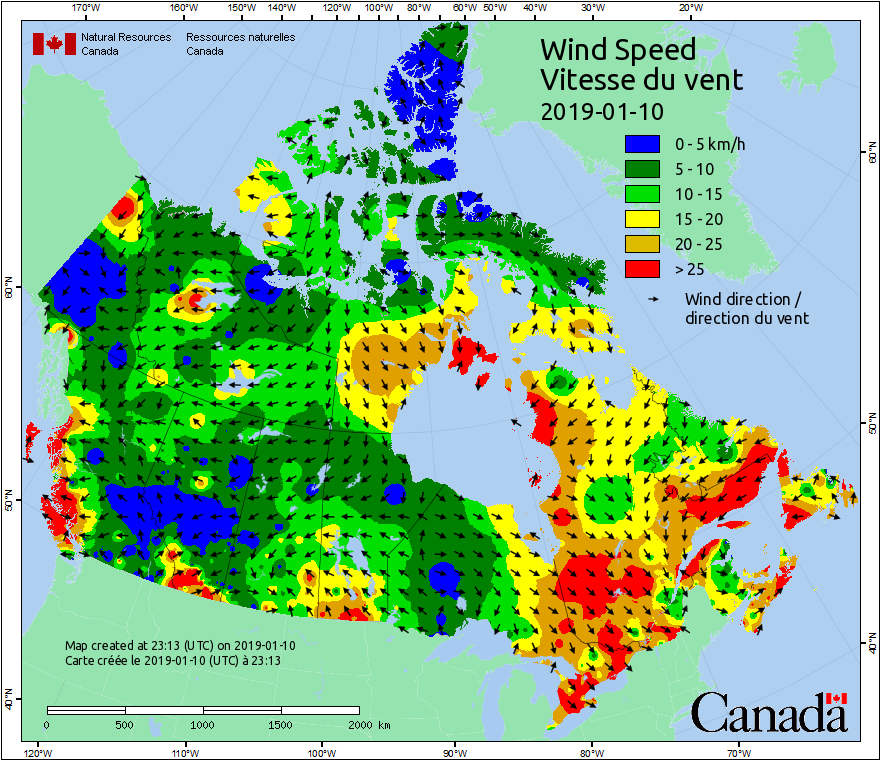 170°W 160°W 150°W 140°W 120°W 100°W 80°W 60°W 50°W 40°W 30°W 20°W
Natural Resources Ressources naturelles
Canada Canada
Wind Speed
Vitesse du vent
2019-01-10
0 - 5 km/h
5 - 10
10 - 15
15 - 20
20 - 25
> 25
Wind direction /
direction du vent
60°N
60°N
50°N
50°N
40°N
40°N
Map created at 23:13 (UTC) on 2019-01-10
Carte créée le 2019-01-10 (UTC) à 23:13
0 500 1000 1500 2000 km
Canada
120°W 110°W 100°W 90°W 80°W 70°W